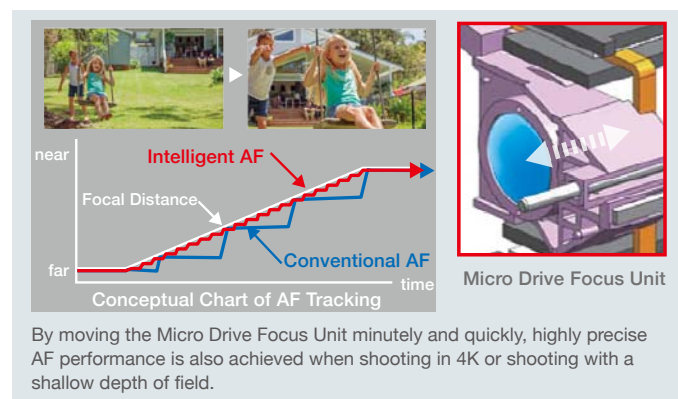 near
Intelligent AF
Focal Distance
Conventional AF
far
time
Conceptual Chart of AF Tracking
Micro Drive Focus Unit
By moving the Micro Drive Focus Unit minutely and quickly, highly precise
AF performance is also achieved when shooting in 4K or shooting with a
shallow depth of field.